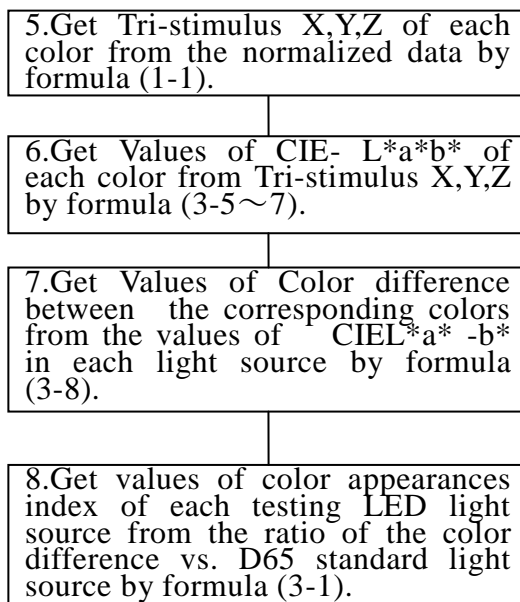 5.Get Tri-stimulus X,Y,Z of each
color from the normalized data by
formula (1-1).
6.Get Values of CIE- L*a*b* of
each color from Tri-stimulus X,Y,Z
by formula (3-5～7).
7.Get Values of Color difference
between the corresponding colors
from the values of CIEL*a* -b*
in each light source by formula
(3-8).
8.Get values of color appearances
index of each testing LED light
source from the ratio of the color
difference vs. D65 standard light
source by formula (3-1).